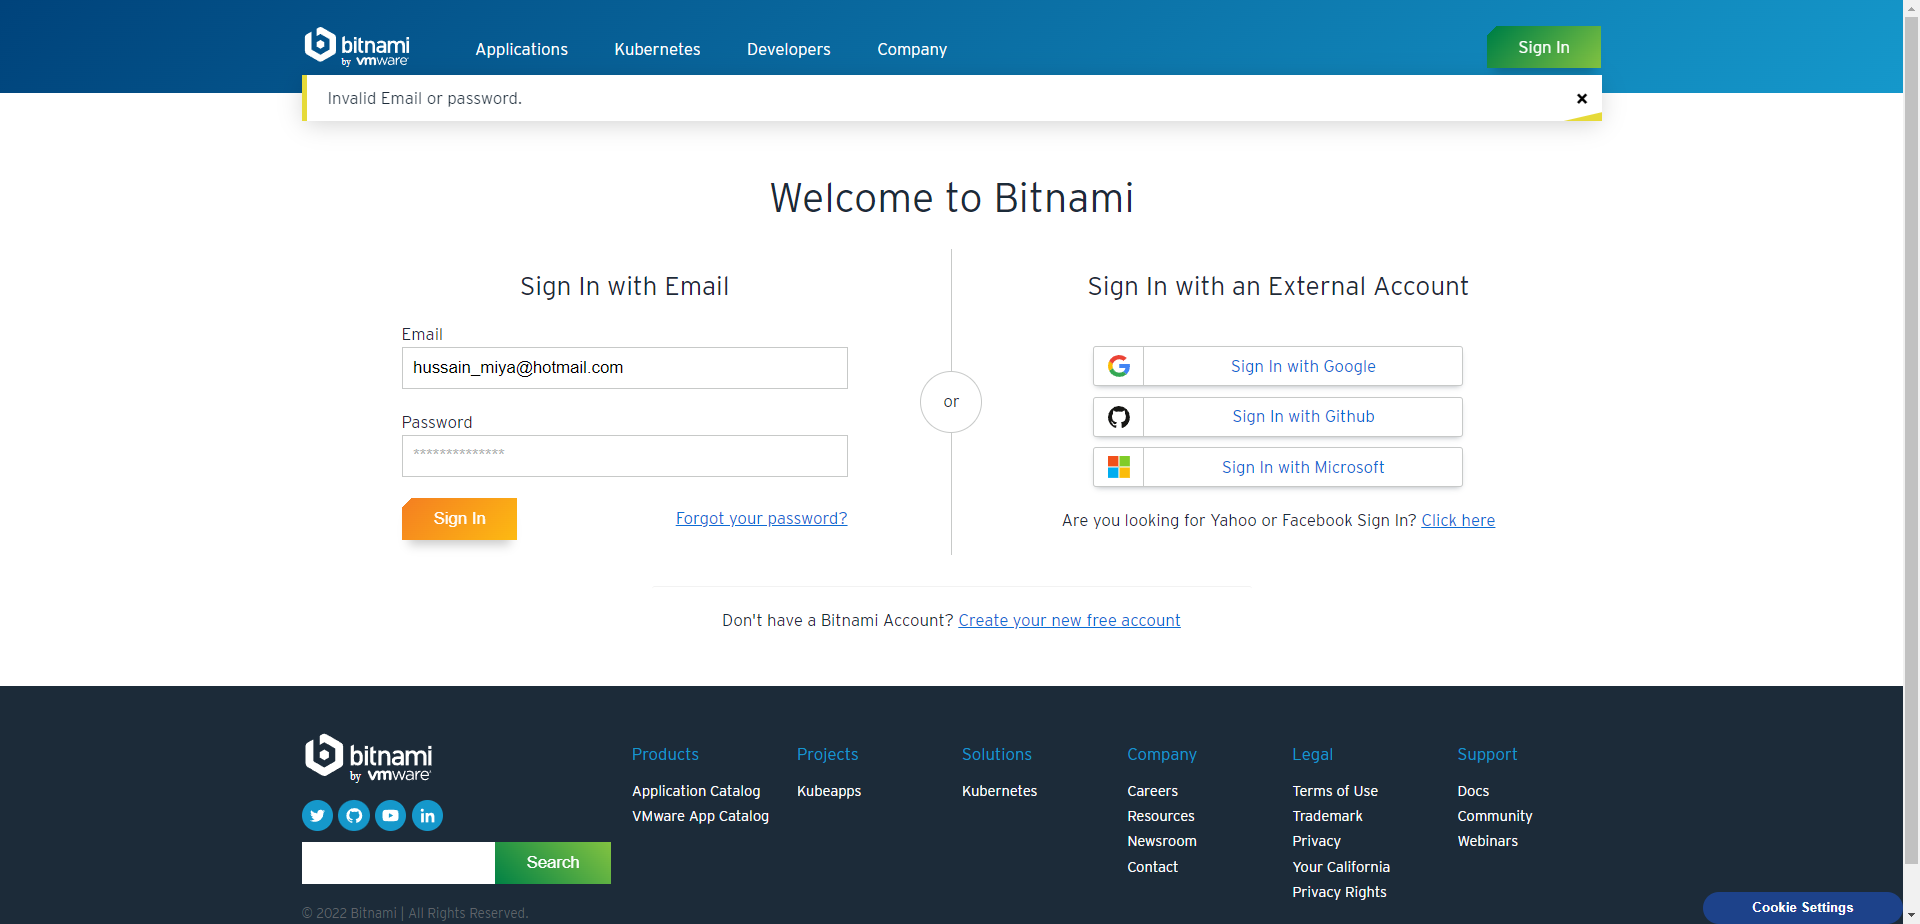 bitnami
by vmware
Applications
Kubernetes
Developers
Company
Sign In
Invalid Email or password.
Welcome to Bitnami
Sign In with Email
Email
hussain_miya@hotmail.com
Password
**************
Sign In
Forgot your password?
or
Sign In with an External Account
Sign In with Google
Sign In with Github
Sign In with Microsoft
Are you looking for Yahoo or Facebook Sign In? Click here
Don't have a Bitnami Account? Create your new free account
bitnami
by vmware
Search
© 2022 Bitnami | All Rights Reserved.
Products
Application Catalog
VMware App Catalog
Projects
Kubeapps
Solutions
Kubernetes
Company
Careers
Resources
Newsroom
Contact
Legal
Terms of Use
Trademark
Privacy
Your California
Privacy Rights
Support
Docs
Community
Webinars
Cookie Settings